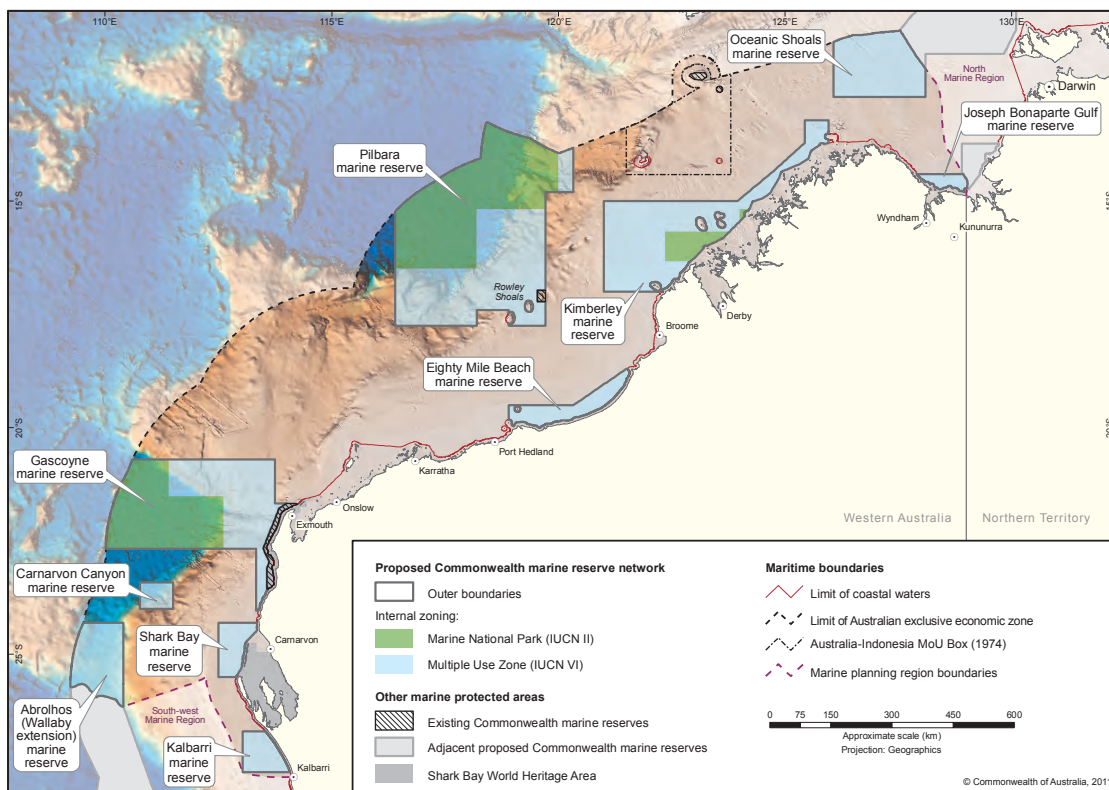 110°E
115°E
120°E
125°E
130°E
Oceanic Shoals
marine reserve
North
Marine Region
Darwin
Joseph Bonaparte Gulf
marine reserve
Pilbara
marine reserve
15°S
15°S
Wyndham
Kununurra
Rowley
Shoals
Kimberley
marine
reserve
Derby
Broome
Eighty Mile Beach
marine reserve
20°S
Port Hedland
Karratha
Gascoyne
marine reserve
Onslow
Exmouth
Western Australia
Northern Territory
Carnarvon Canyon
marine reserve
Shark Bay
marine
reserve
Carnarvon
25°S
South-west
Marine Region
Abrolhos
(Wallaby
extension)
marine
reserve
Kalbarri
marine
reserve
Kalbarri
Proposed Commonwealth marine reserve network
Outer boundaries
Internal zoning:
Marine National Park (IUCN II)
Multiple Use Zone (IUCN VI)
Other marine protected areas
Existing Commonwealth marine reserves
Adjacent proposed Commonwealth marine reserves
Shark Bay World Heritage Area
Maritime boundaries
Limit of coastal waters
Limit of Australian exclusive economic zone
Australia-Indonesia MoU Box (1974)
Marine planning region boundaries
0 75 150 300 450 600
Approximate scale (km)
Projection: Geographics
© Commonwealth of Australia, 2011